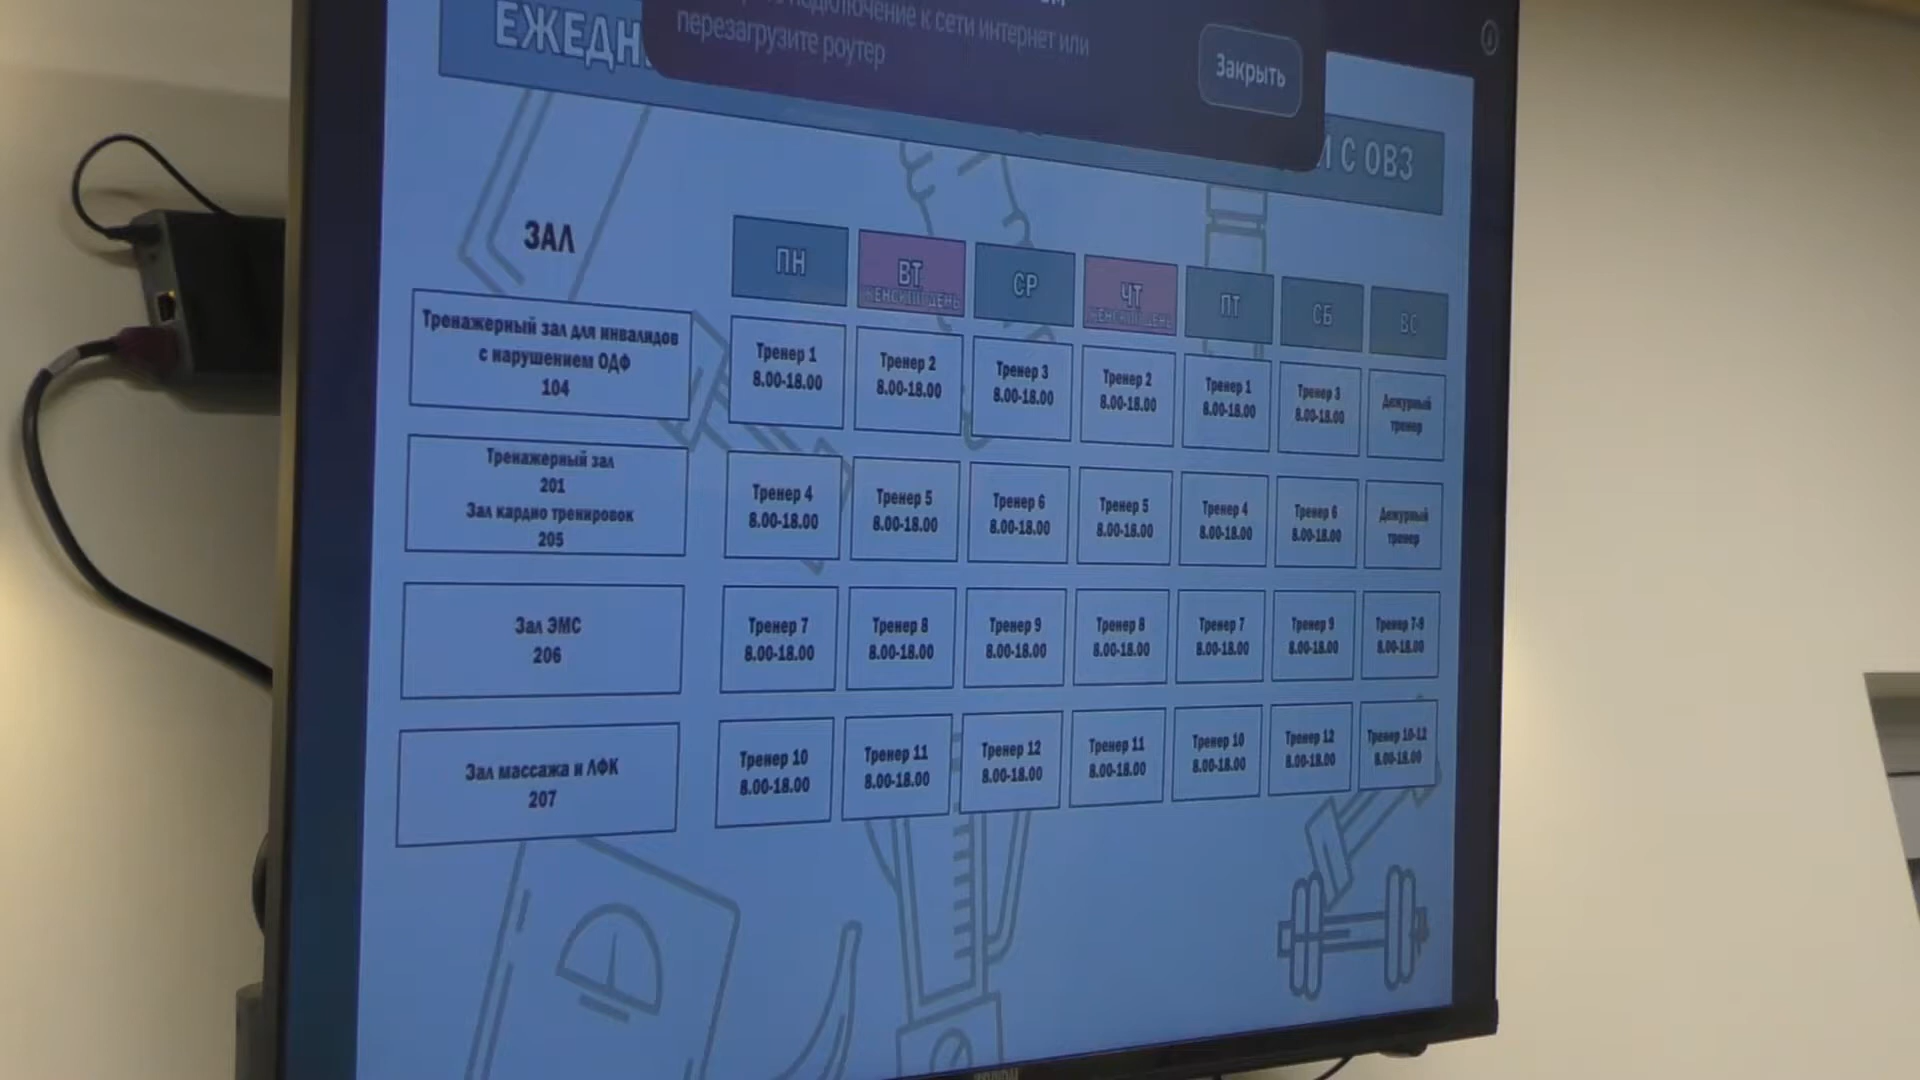 подключение к сети интернет или
перезагрузите роутер
Закрыть
С ОВЗ
ЗАЛ
ПН
ВТ
ЖЕНСКИЙ ДЕНЬ
СР
ЧТ
ЖЕНСКИЙ ДЕНЬ
ПТ
СБ
ВС
Тренажерный зал для инвалидов
с нарушением ОДФ
104
Тренер 1
8.00-18.00
Тренер 2
8.00-18.00
Тренер 3
8.00-18.00
Тренер 2
8.00-18.00
Тренер 1
8.00-18.00
Тренер 3
8.00-18.00
Дежурный
тренер
Тренажерный зал
201
Зал кардио тренировок
205
Тренер 4
8.00-18.00
Тренер 5
8.00-18.00
Тренер 6
8.00-18.00
Тренер 5
8.00-18.00
Тренер 4
8.00-18.00
Тренер 6
8.00-18.00
Дежурный
тренер
Зал ЭМС
206
Тренер 7
8.00-18.00
Тренер 8
8.00-18.00
Тренер 9
8.00-18.00
Тренер 8
8.00-18.00
Тренер 7
8.00-18.00
Тренер 9
8.00-18.00
Тренер 7-9
8.00-18.00
Зал массажа и ЛФК
207
Тренер 10
8.00-18.00
Тренер 11
8.00-18.00
Тренер 12
8.00-18.00
Тренер 11
8.00-18.00
Тренер 10
8.00-18.00
Тренер 12
8.00-18.00
Тренер 10-12
8.00-18.00